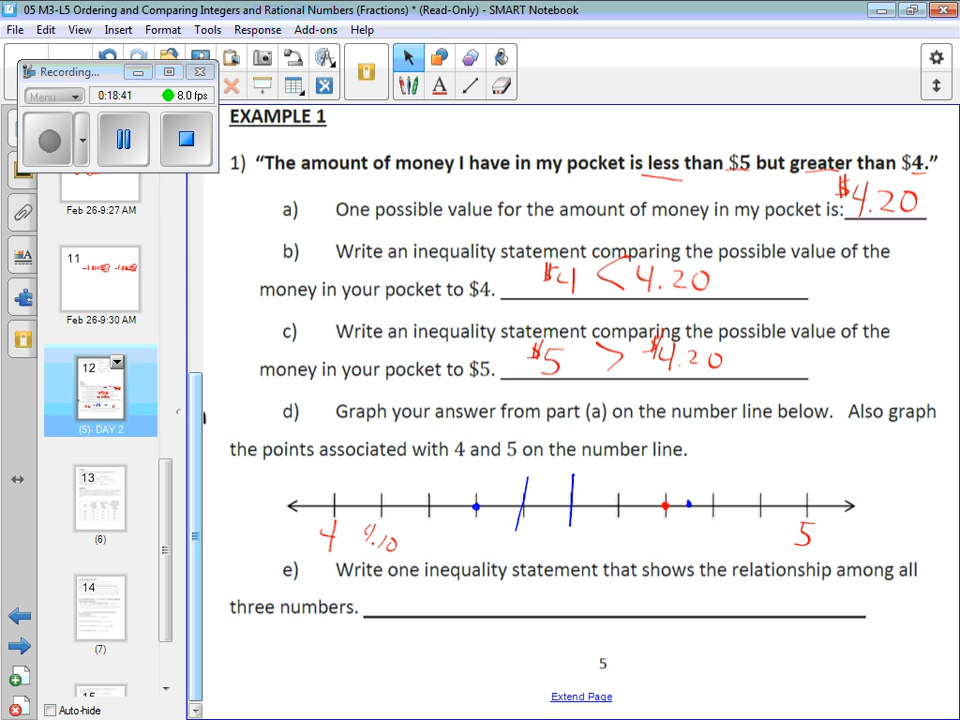 05 M3-L5 Ordering and Comparing Integers and Rational Numbers (Fractions) * (Read-Only) - SMART Notebook
File Edit View Insert Format Tools Response Add-ons Help
Recording...
Menu 0:18:41 8.0 fps
Feb 26-9:27 AM
11
Feb 26-9:30 AM
12
(5)- DAY 2
13
(6)
14
(7)
15
Auto-hide
EXAMPLE 1
1) “The amount of money I have in my pocket is less than $5 but greater than $4.”
a) One possible value for the amount of money in my pocket is: $4.20
b) Write an inequality statement comparing the possible value of the
money in your pocket to $4. $4 < 4.20
c) Write an inequality statement comparing the possible value of the
money in your pocket to $5. $5 > $4.20
d) Graph your answer from part (a) on the number line below. Also graph
the points associated with 4 and 5 on the number line.
4 4.10 5
e) Write one inequality statement that shows the relationship among all
three numbers.
5
Extend Page